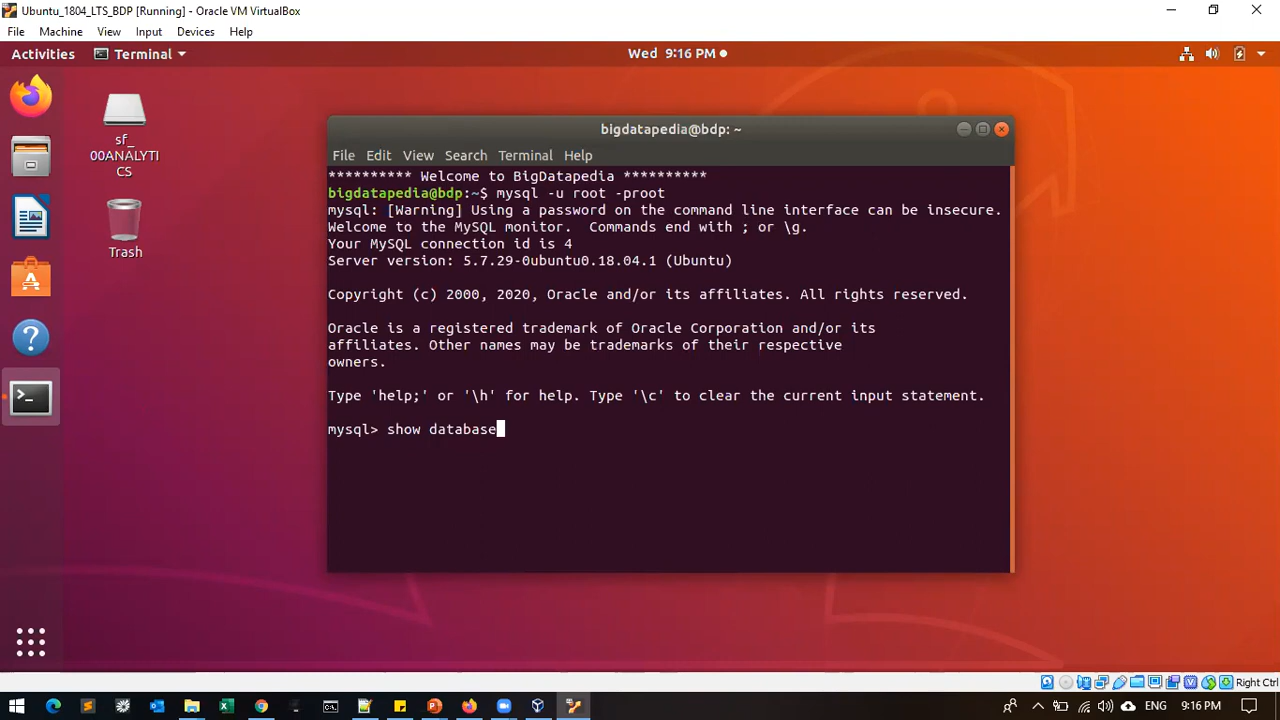 Ubuntu_1804_LTS_BDP [Running] - Oracle VM VirtualBox
File Machine View Input Devices Help
Activities Terminal Wed 9:16 PM
sf_
00ANALYTI
CS
Trash
bigdatapedia@bdp: ~
File Edit View Search Terminal Help
********** Welcome to BigDatapedia **********
bigdatapedia@bdp:~$ mysql -u root -proot
mysql: [Warning] Using a password on the command line interface can be insecure.
Welcome to the MySQL monitor.  Commands end with ; or \g.
Your MySQL connection id is 4
Server version: 5.7.29-0ubuntu0.18.04.1 (Ubuntu)
Copyright (c) 2000, 2020, Oracle and/or its affiliates. All rights reserved.
Oracle is a registered trademark of Oracle Corporation and/or its
affiliates. Other names may be trademarks of their respective
owners.
Type 'help;' or '\h' for help. Type '\c' to clear the current input statement.
mysql> show database
Right Ctrl
ENG 9:16 PM